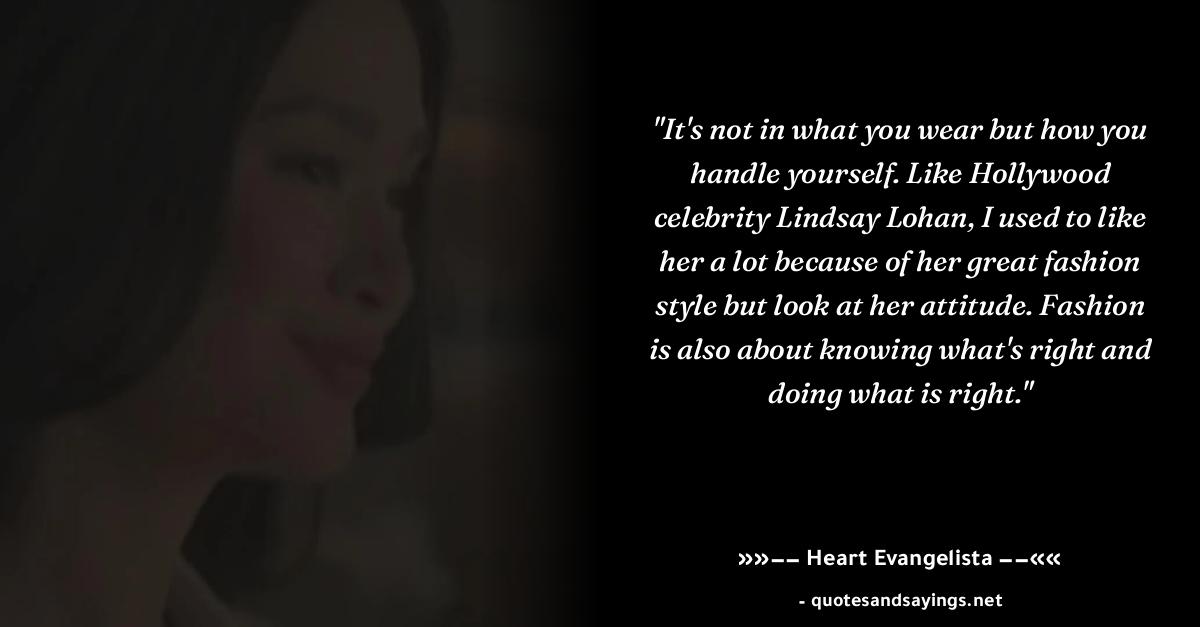 "It's not in what you wear but how you
handle yourself. Like Hollywood
celebrity Lindsay Lohan, I used to like
her a lot because of her great fashion
style but look at her attitude. Fashion
is also about knowing what's right and
doing what is right."
»»–– Heart Evangelista ––««
- quotesandsayings.net